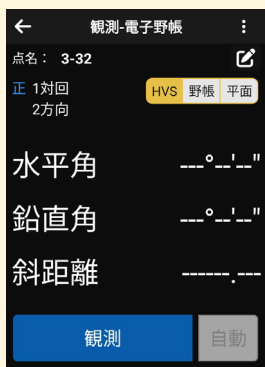 観測-電子野帳
点名： 3-32
正 1対回
2方向
HVS 野帳 平面
水平角 ---°--'--"
鉛直角 ---°--'--"
斜距離 ------.---
観測 自動